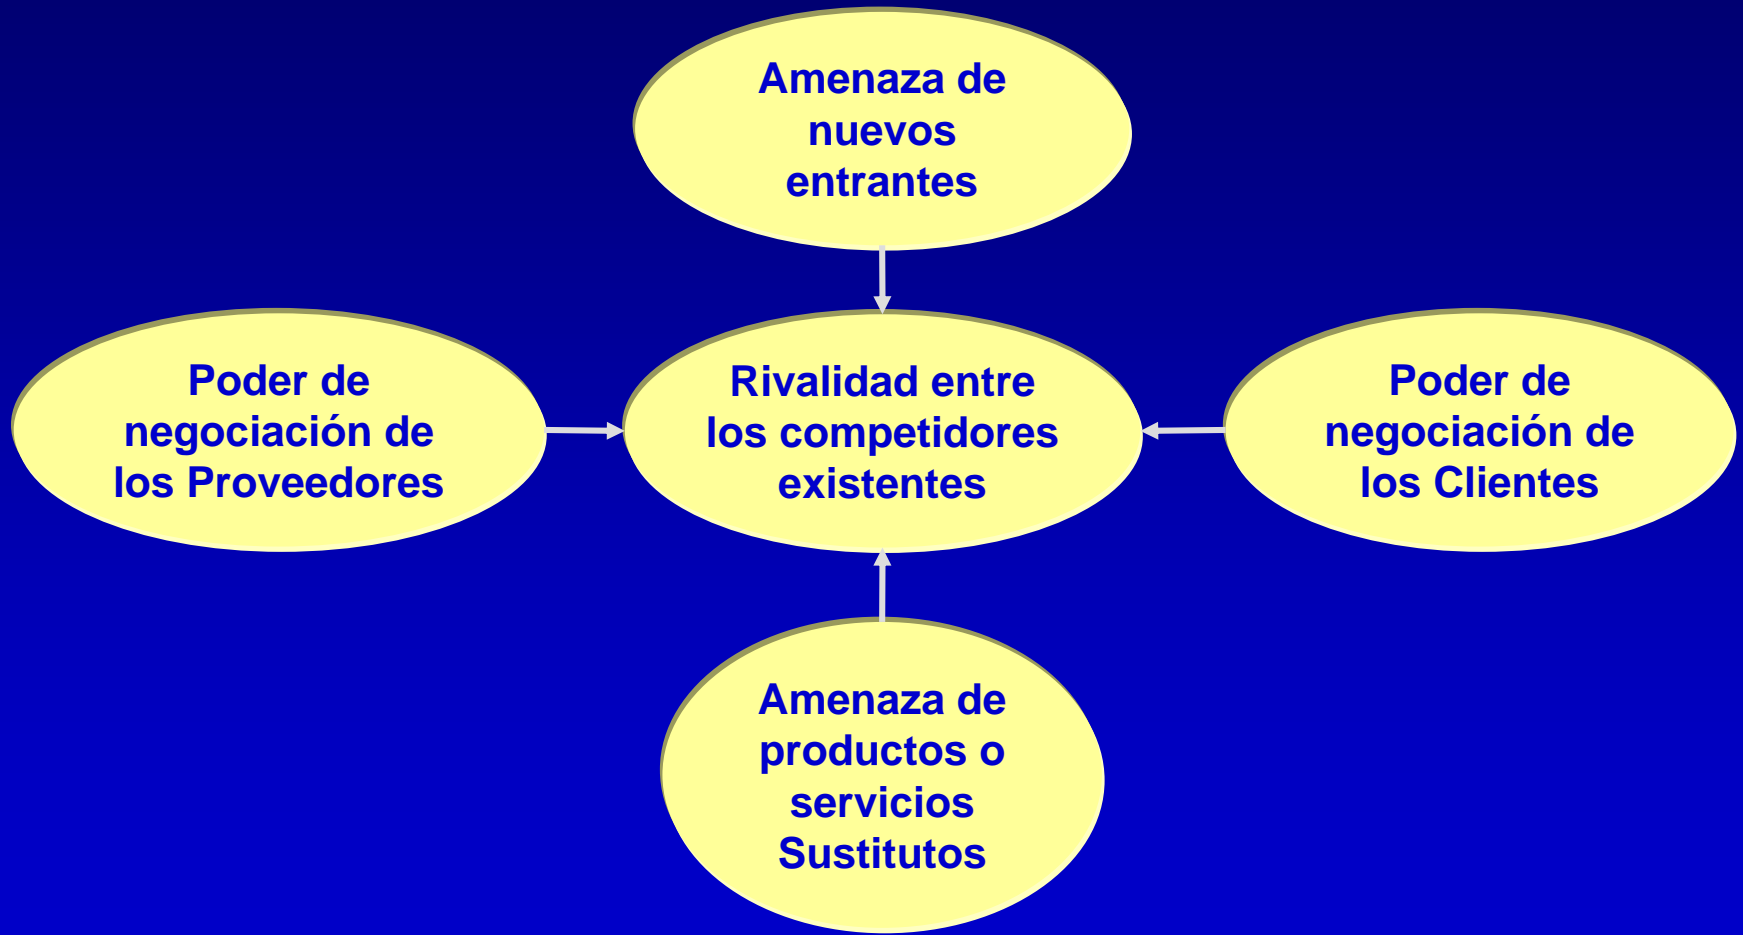 Amenaza de
nuevos
entrantes
Poder de
negociación de
los Proveedores
Rivalidad entre
los competidores
existentes
Poder de
negociación de
los Clientes
Amenaza de
productos o
servicios
Sustitutos